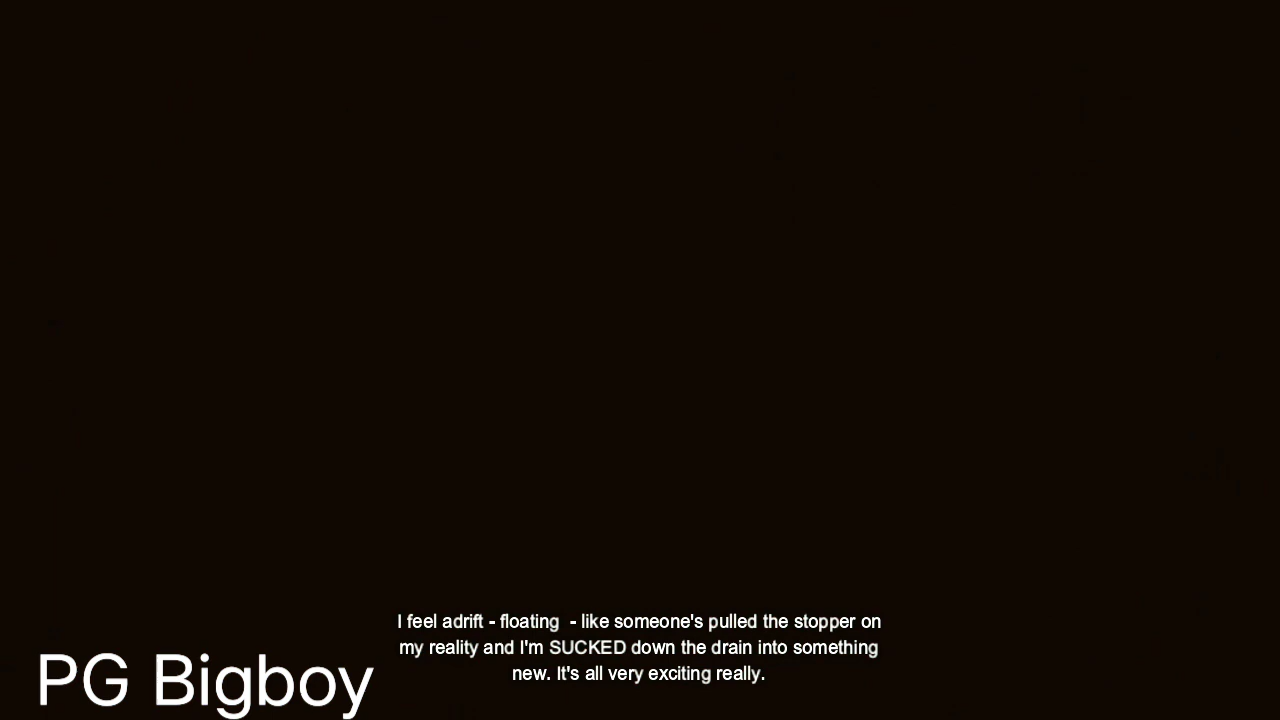 I feel adrift - floating  - like someone's pulled the stopper on
my reality and I'm SUCKED down the drain into something
new. It's all very exciting really.
PG Bigboy